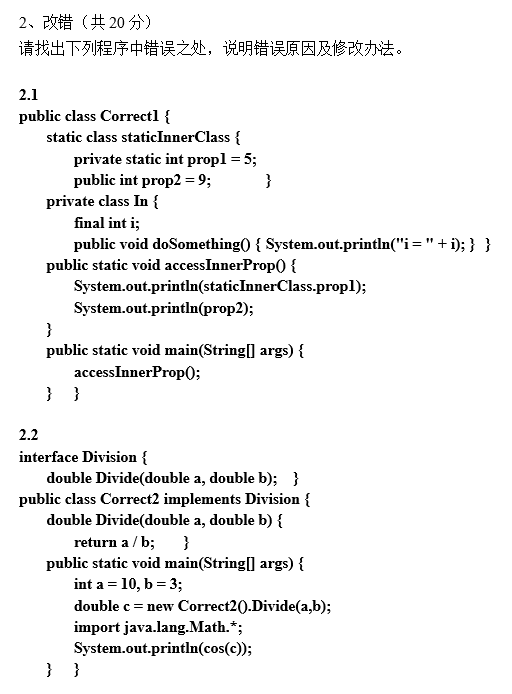 2、改错（共 20 分）
请找出下列程序中错误之处，说明错误原因及修改办法。
2.1
public class Correct1 {
static class staticInnerClass {
private static int prop1 = 5;
public int prop2 = 9; }
private class In {
final int i;
public void doSomething() { System.out.println("i = " + i); } }
public static void accessInnerProp() {
System.out.println(staticInnerClass.prop1);
System.out.println(prop2);
}
public static void main(String[] args) {
accessInnerProp();
} }
2.2
interface Division {
double Divide(double a, double b); }
public class Correct2 implements Division {
double Divide(double a, double b) {
return a / b; }
public static void main(String[] args) {
int a = 10, b = 3;
double c = new Correct2().Divide(a,b);
import java.lang.Math.*;
System.out.println(cos(c));
} }